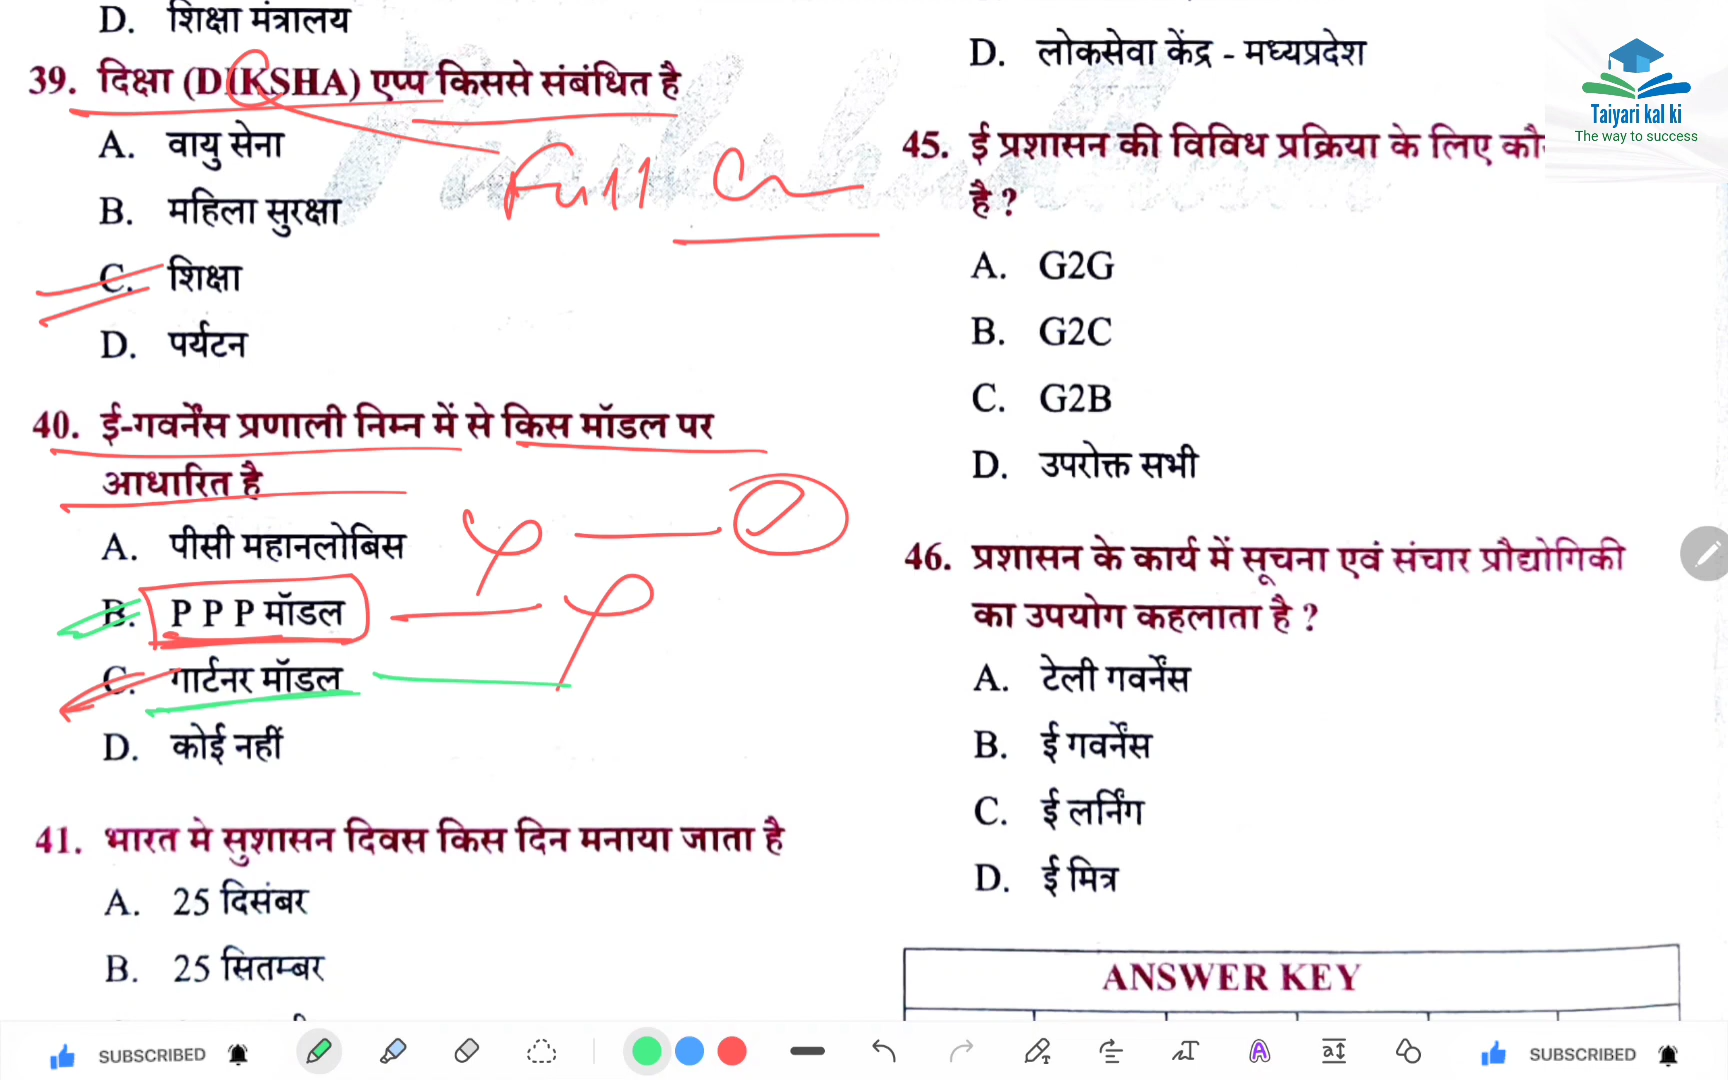 D. शिक्षा मंत्रालय
39. दिक्षा (DIKSHA) एप्प किससे संबंधित है
A. वायु सेना
B. महिला सुरक्षा
C. शिक्षा
D. पर्यटन
Full
40. ई-गवर्नेंस प्रणाली निम्न में से किस मॉडल पर
आधारित है
A. पीसी महानलोबिस
B. P P P मॉडल
C. गार्टनर मॉडल
D. कोई नहीं
41. भारत मे सुशासन दिवस किस दिन मनाया जाता है
A. 25 दिसंबर
B. 25 सितम्बर
D. लोकसेवा केंद्र - मध्यप्रदेश
45. ई प्रशासन की विविध प्रक्रिया के लिए
है ?
A. G2G
B. G2C
C. G2B
D. उपरोक्त सभी
46. प्रशासन के कार्य में सूचना एवं संचार प्रौद्योगिकी
का उपयोग कहलाता है ?
A. टेली गवर्नेंस
B. ई गवर्नेंस
C. ई लर्निंग
D. ई मित्र
ANSWER KEY
Taiyari kal ki
The way to success
SUBSCRIBED
SUBSCRIBED